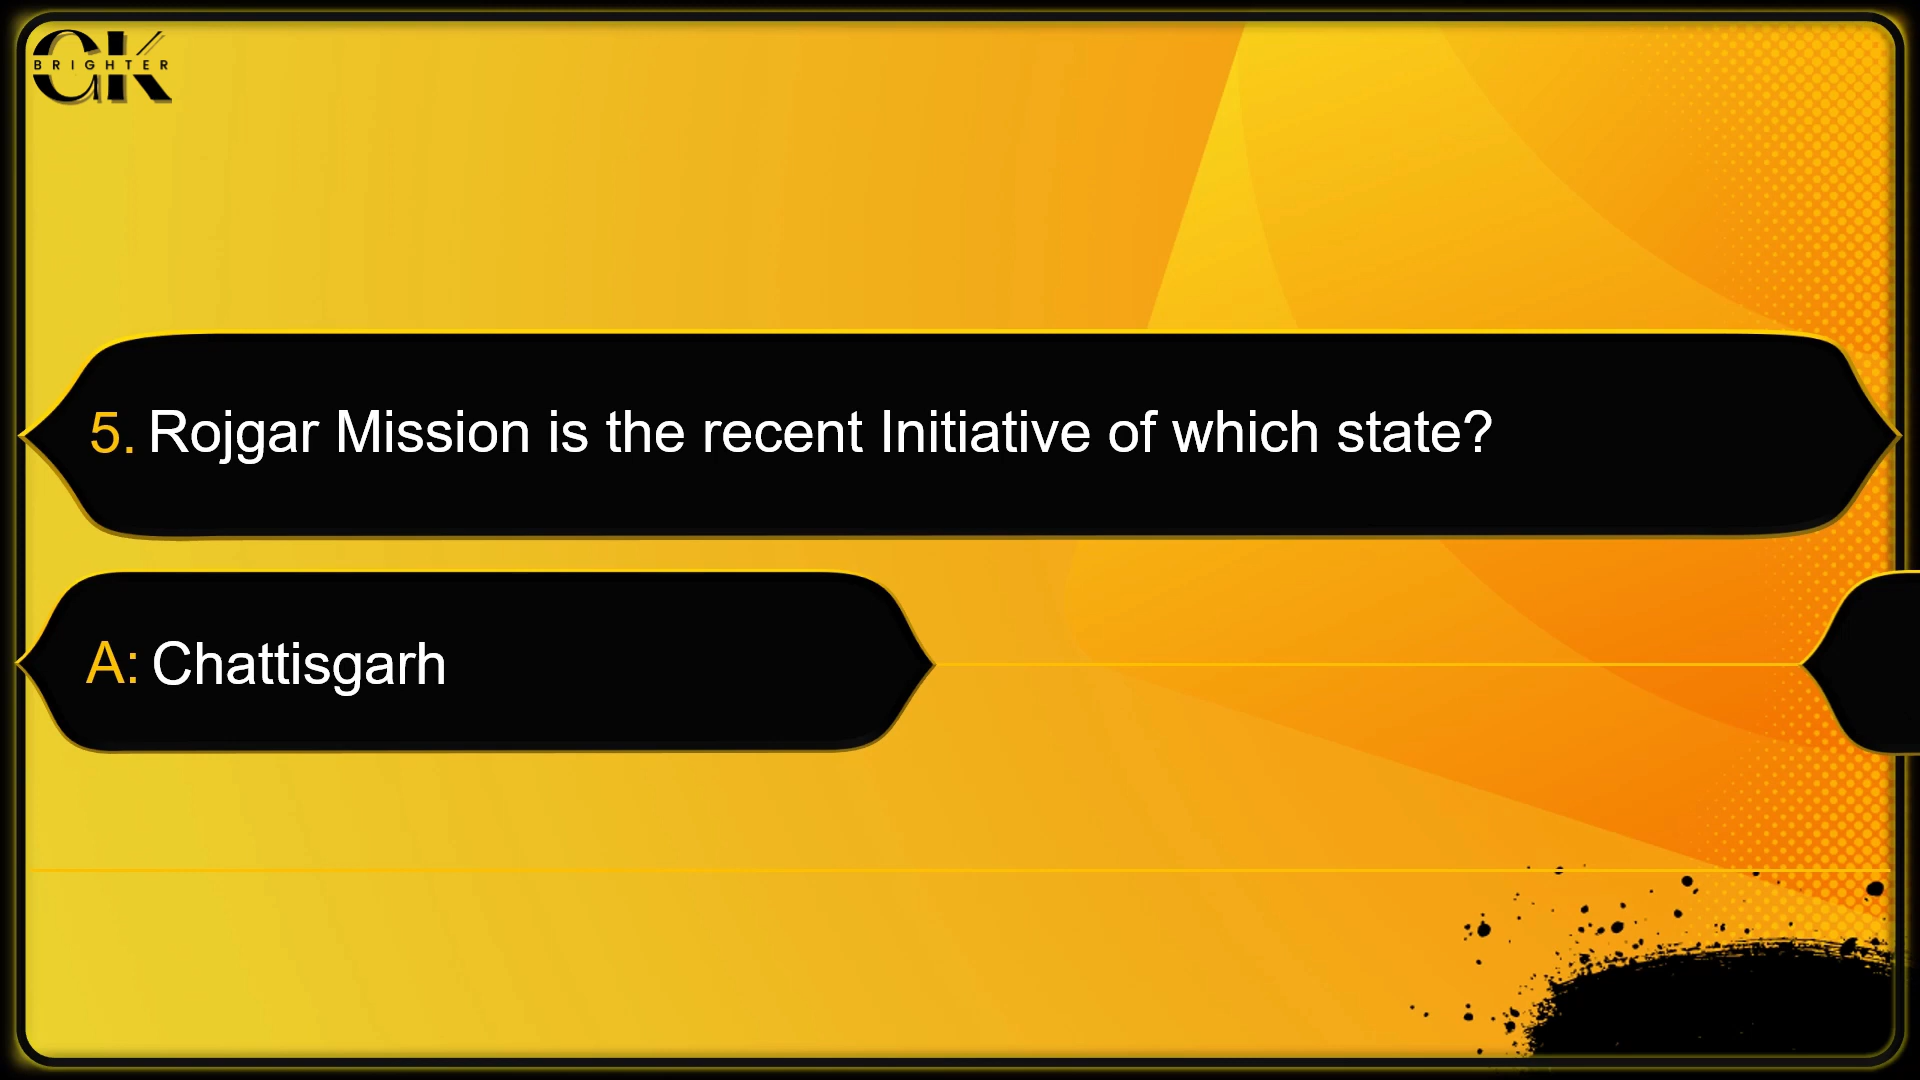 GK
BRIGHTER
5. Rojgar Mission is the recent Initiative of which state?
A: Chattisgarh